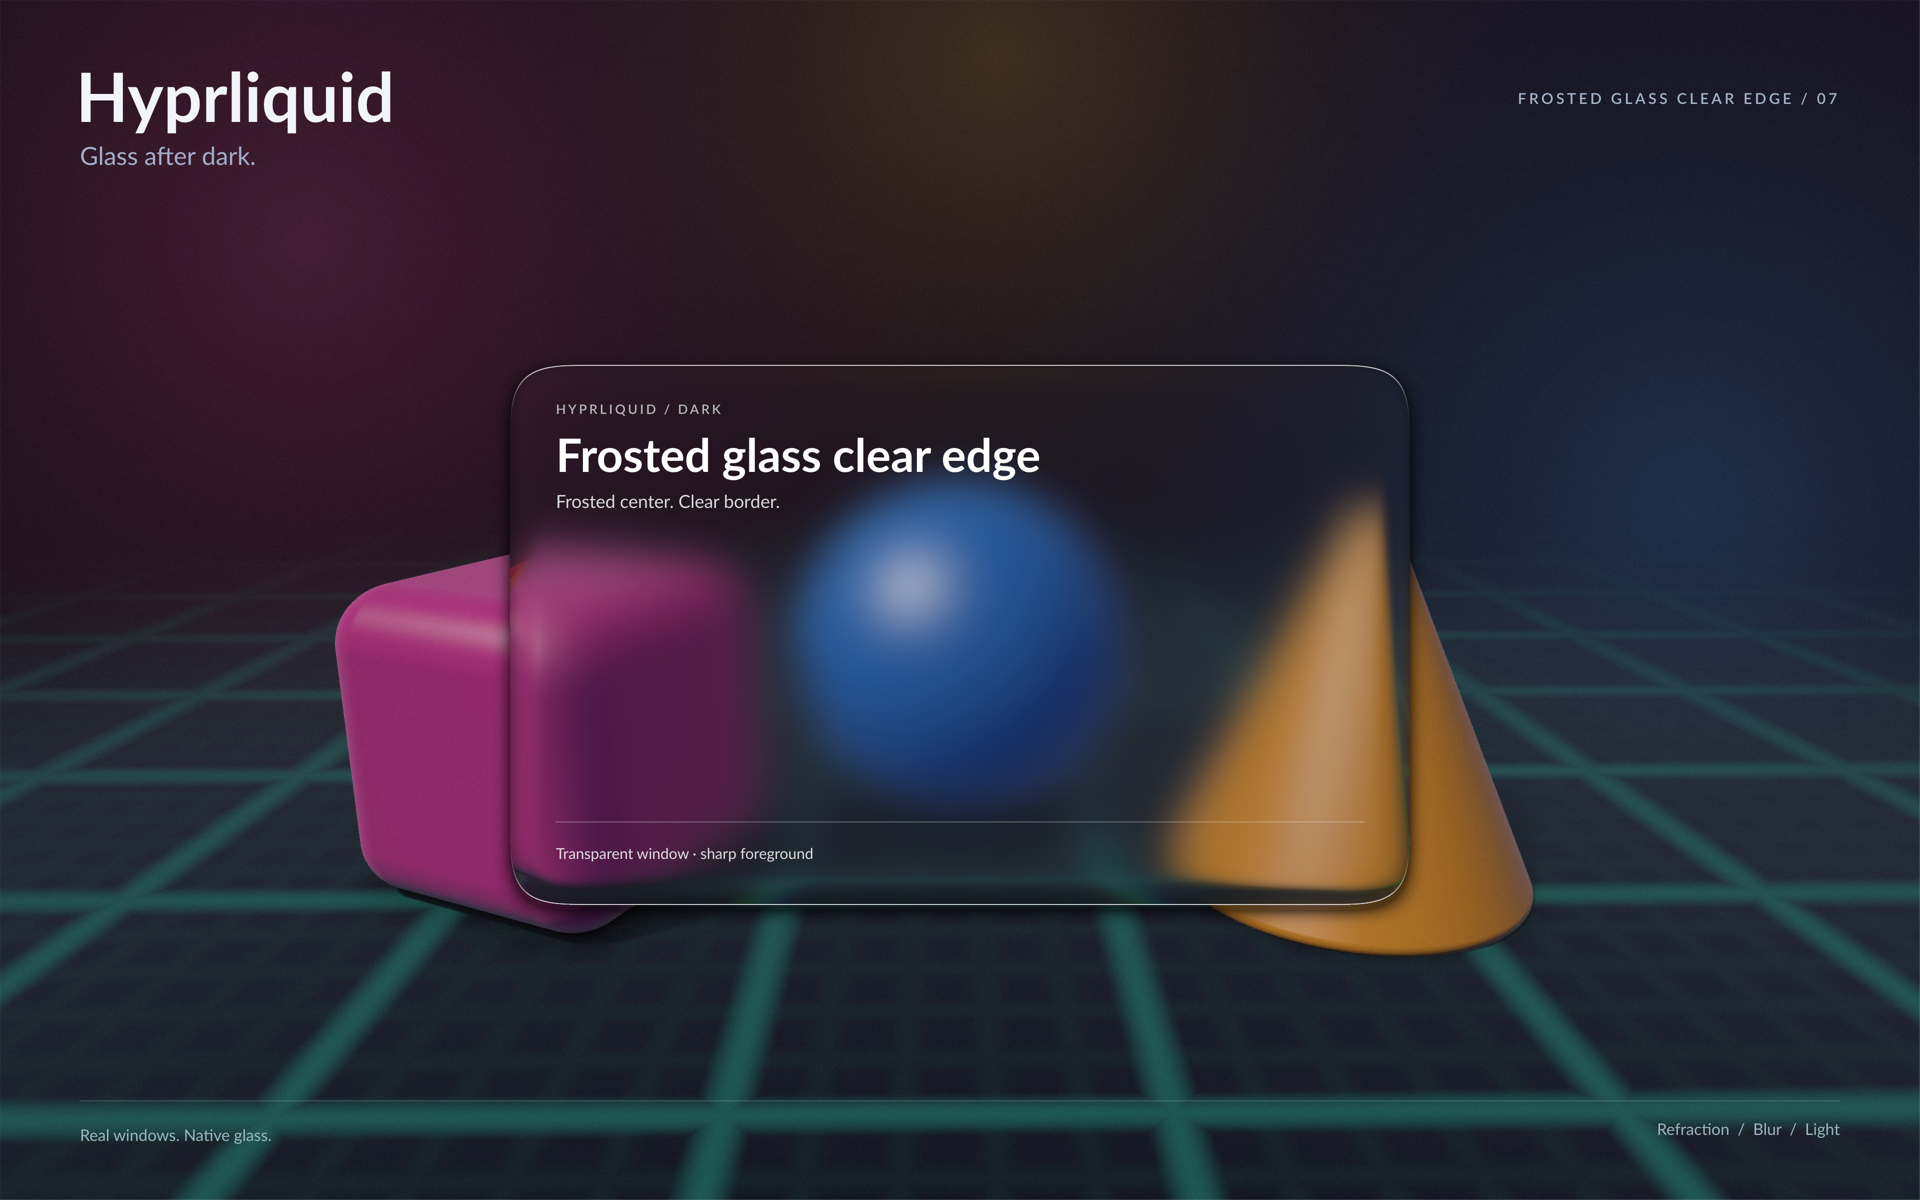 Hyprliquid
Glass after dark.
FROSTED GLASS CLEAR EDGE / 07
HYPRLIQUID / DARK
Frosted glass clear edge
Frosted center. Clear border.
Transparent window · sharp foreground
Real windows. Native glass.
Refraction / Blur / Light